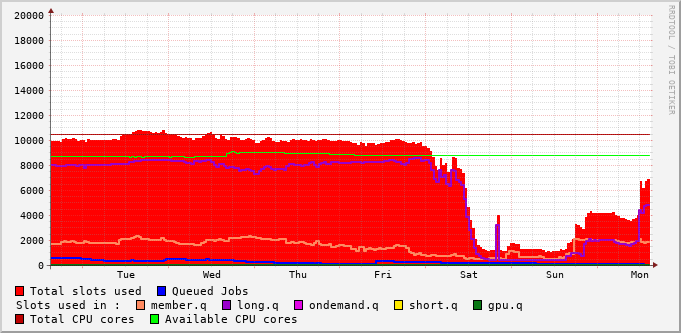 20000
18000
16000
14000
12000
10000
8000
6000
4000
2000
0
Tue Wed Thu Fri Sat Sun Mon
RRDTOOL / TOBI OETIKER
Total slots used Queued Jobs
Slots used in : member.q long.q ondemand.q short.q gpu.q
Total CPU cores Available CPU cores